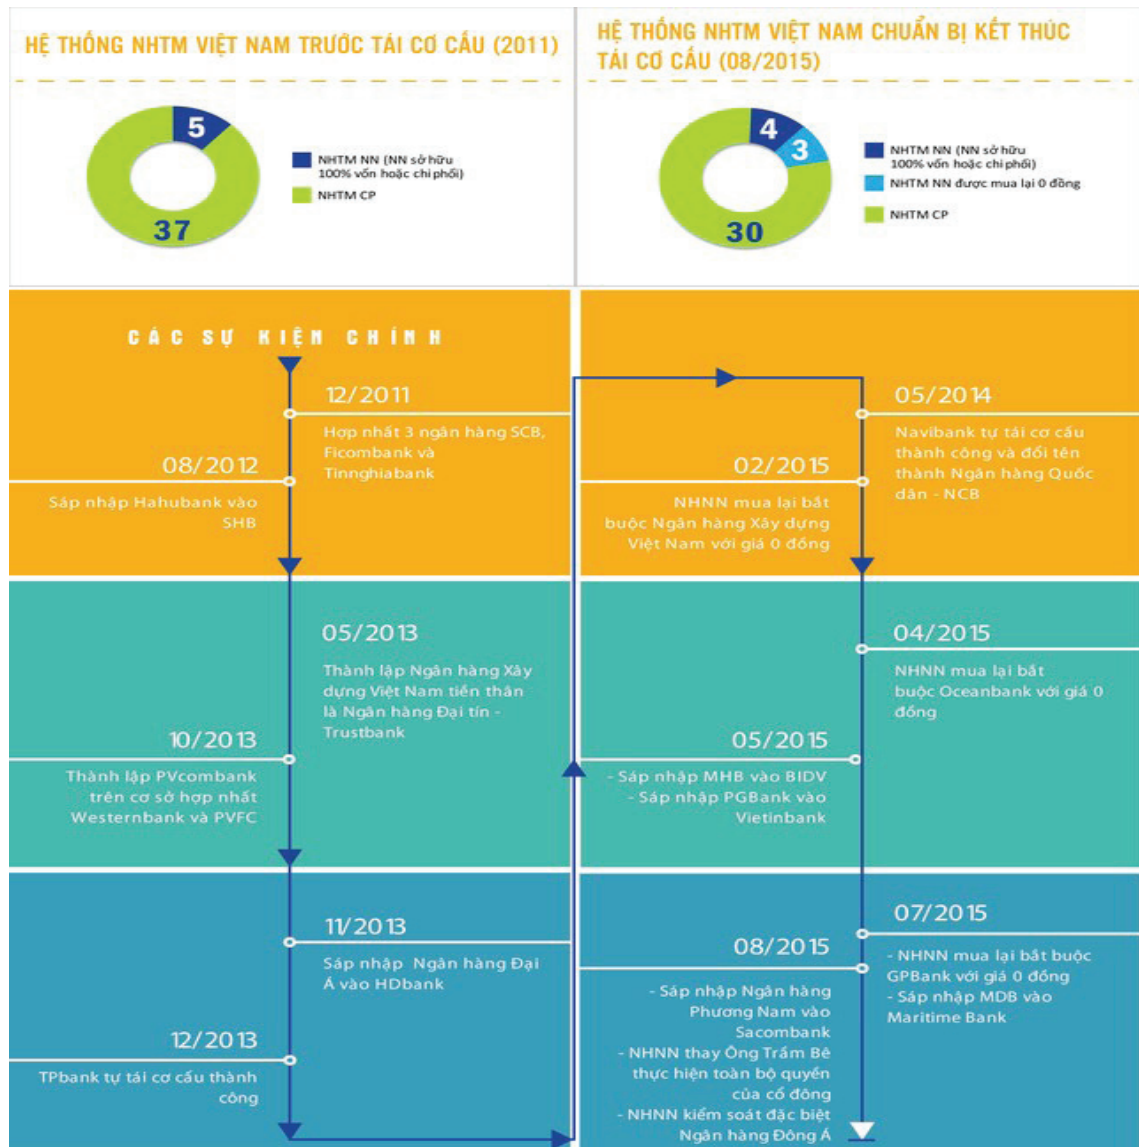 HỆ THỐNG NHTM VIỆT NAM TRƯỚC TÁI CƠ CẤU (2011)
5
37
NHTM NN (NN sở hữu
100% vốn hoặc chi phối)
NHTM CP
HỆ THỐNG NHTM VIỆT NAM CHUẨN BỊ KẾT THÚC
TÁI CƠ CẤU (08/2015)
4
3
30
NHTM NN (NN sở hữu
100% vốn hoặc chi phối)
NHTM NN được mua lại 0 đồng
NHTM CP
CÁC SỰ KIỆN CHÍNH
12/2011
Hợp nhất 3 ngân hàng SCB,
Ficombank và
Tinnghiabank
08/2012
Sáp nhập Hahubank vào
SHB
05/2013
Thành lập Ngân hàng Xây
dựng Việt Nam tiền thân
là Ngân hàng Đại tín -
Trustbank
10/2013
Thành lập PVcombank
trên cơ sở hợp nhất
Westernbank và PVFC
11/2013
Sáp nhập Ngân hàng Đại
Á vào HDbank
12/2013
TPbank tự tái cơ cấu thành
công
05/2014
Navibank tự tái cơ cấu
thành công và đổi tên
thành Ngân hàng Quốc
dân - NCB
02/2015
NHNN mua lại bắt
buộc Ngân hàng Xây dựng
Việt Nam với giá 0 đồng
04/2015
NHNN mua lại bắt
buộc Oceanbank với giá 0
đồng
05/2015
- Sáp nhập MHB vào BIDV
- Sáp nhập PGBank vào
Vietinbank
07/2015
- NHNN mua lại bắt buộc
GPBank với giá 0 đồng
- Sáp nhập MDB vào
Maritime Bank
08/2015
- Sáp nhập Ngân hàng
Phương Nam vào
Sacombank
- NHNN thay Ông Trầm Bê
thực hiện toàn bộ quyền
của cổ đông
- NHNN kiểm soát đặc biệt
Ngân hàng Đông Á